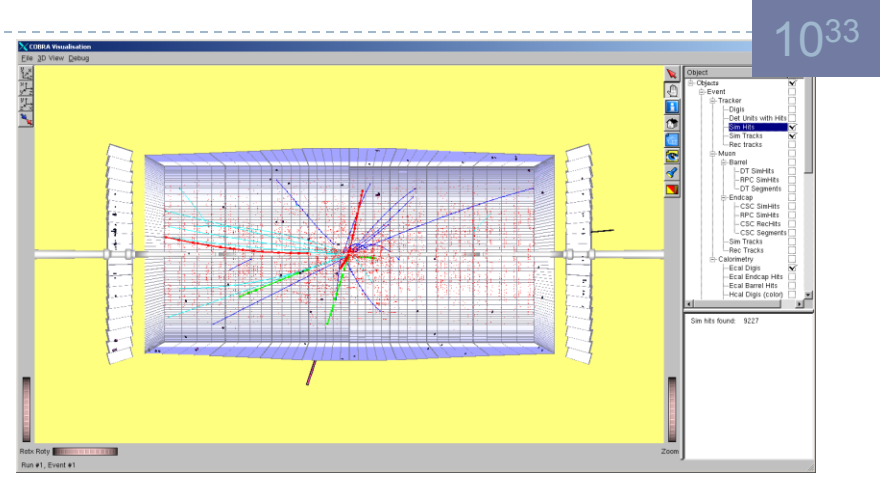 10³³
COBRA Visualisation
File 3D View Debug
Object
Objects
Event
Tracker
Digis
Det Units with Hits
Sim Hits
Sim Tracks
Rec tracks
Muon
Barrel
DT SimHits
RPC SimHits
DT Segments
Endcap
CSC SimHits
RPC SimHits
CSC RecHits
CSC Segments
Sim Tracks
Rec Tracks
Calorimetry
Ecal Digis
Ecal Endcap Hits
Ecal Barrel Hits
Hcal Digis (color)
Sim hits found: 9227
Rotx Roty
Zoom
Run #1, Event #1